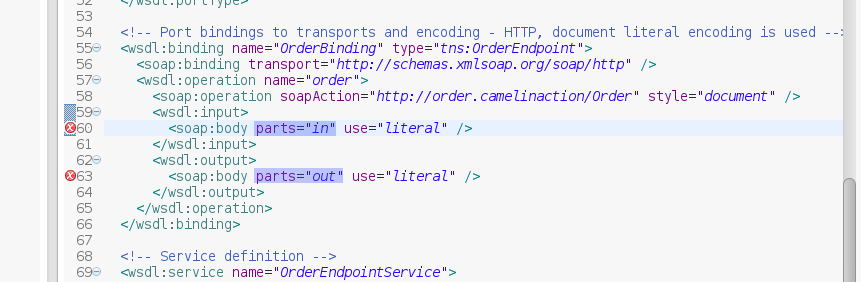 52 </wsdl:portType>
53
54 <!-- Port bindings to transports and encoding - HTTP, document literal encoding is used --
55 <wsdl:binding name="OrderBinding" type="tns:OrderEndpoint">
56 <soap:binding transport="http://schemas.xmlsoap.org/soap/http" />
57 <wsdl:operation name="order">
58 <soap:operation soapAction="http://order.camelinaction/Order" style="document" />
59 <wsdl:input>
60 <soap:body parts="in" use="literal" />
61 </wsdl:input>
62 <wsdl:output>
63 <soap:body parts="out" use="literal" />
64 </wsdl:output>
65 </wsdl:operation>
66 </wsdl:binding>
67
68 <!-- Service definition -->
69 <wsdl:service name="OrderEndpointService">